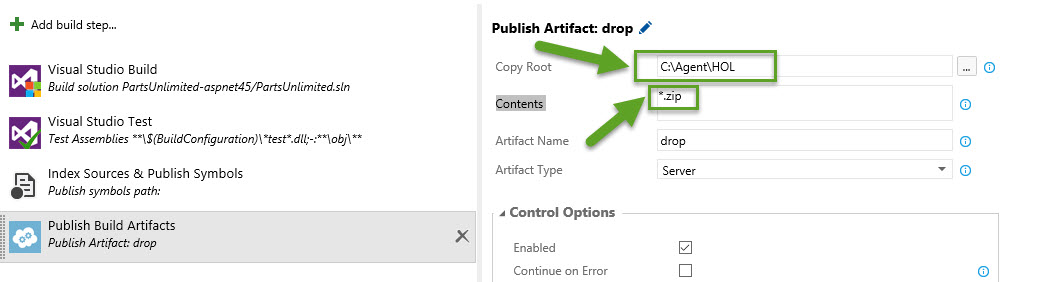 Add build step...
Visual Studio Build
Build solution PartsUnlimited-aspnet45/PartsUnlimited.sln
Visual Studio Test
Test Assemblies **\$(BuildConfiguration)\*test*.dll;-:**\obj\**
Index Sources & Publish Symbols
Publish symbols path:
Publish Build Artifacts
Publish Artifact: drop
Publish Artifact: drop
Copy Root
C:\Agent\HOL
...
Contents
*.zip
Artifact Name
drop
Artifact Type
Server
Control Options
Enabled
Continue on Error